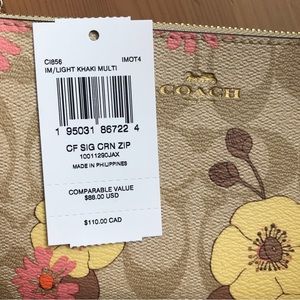 CI856 IMOT4
IM/LIGHT KHAKI MULTI
1 95031 86722 4
CF SIG CRN ZIP
10011290JAX
MADE IN PHILIPPINES
COMPARABLE VALUE
$88.00 USD
$110.00 CAD
COACH